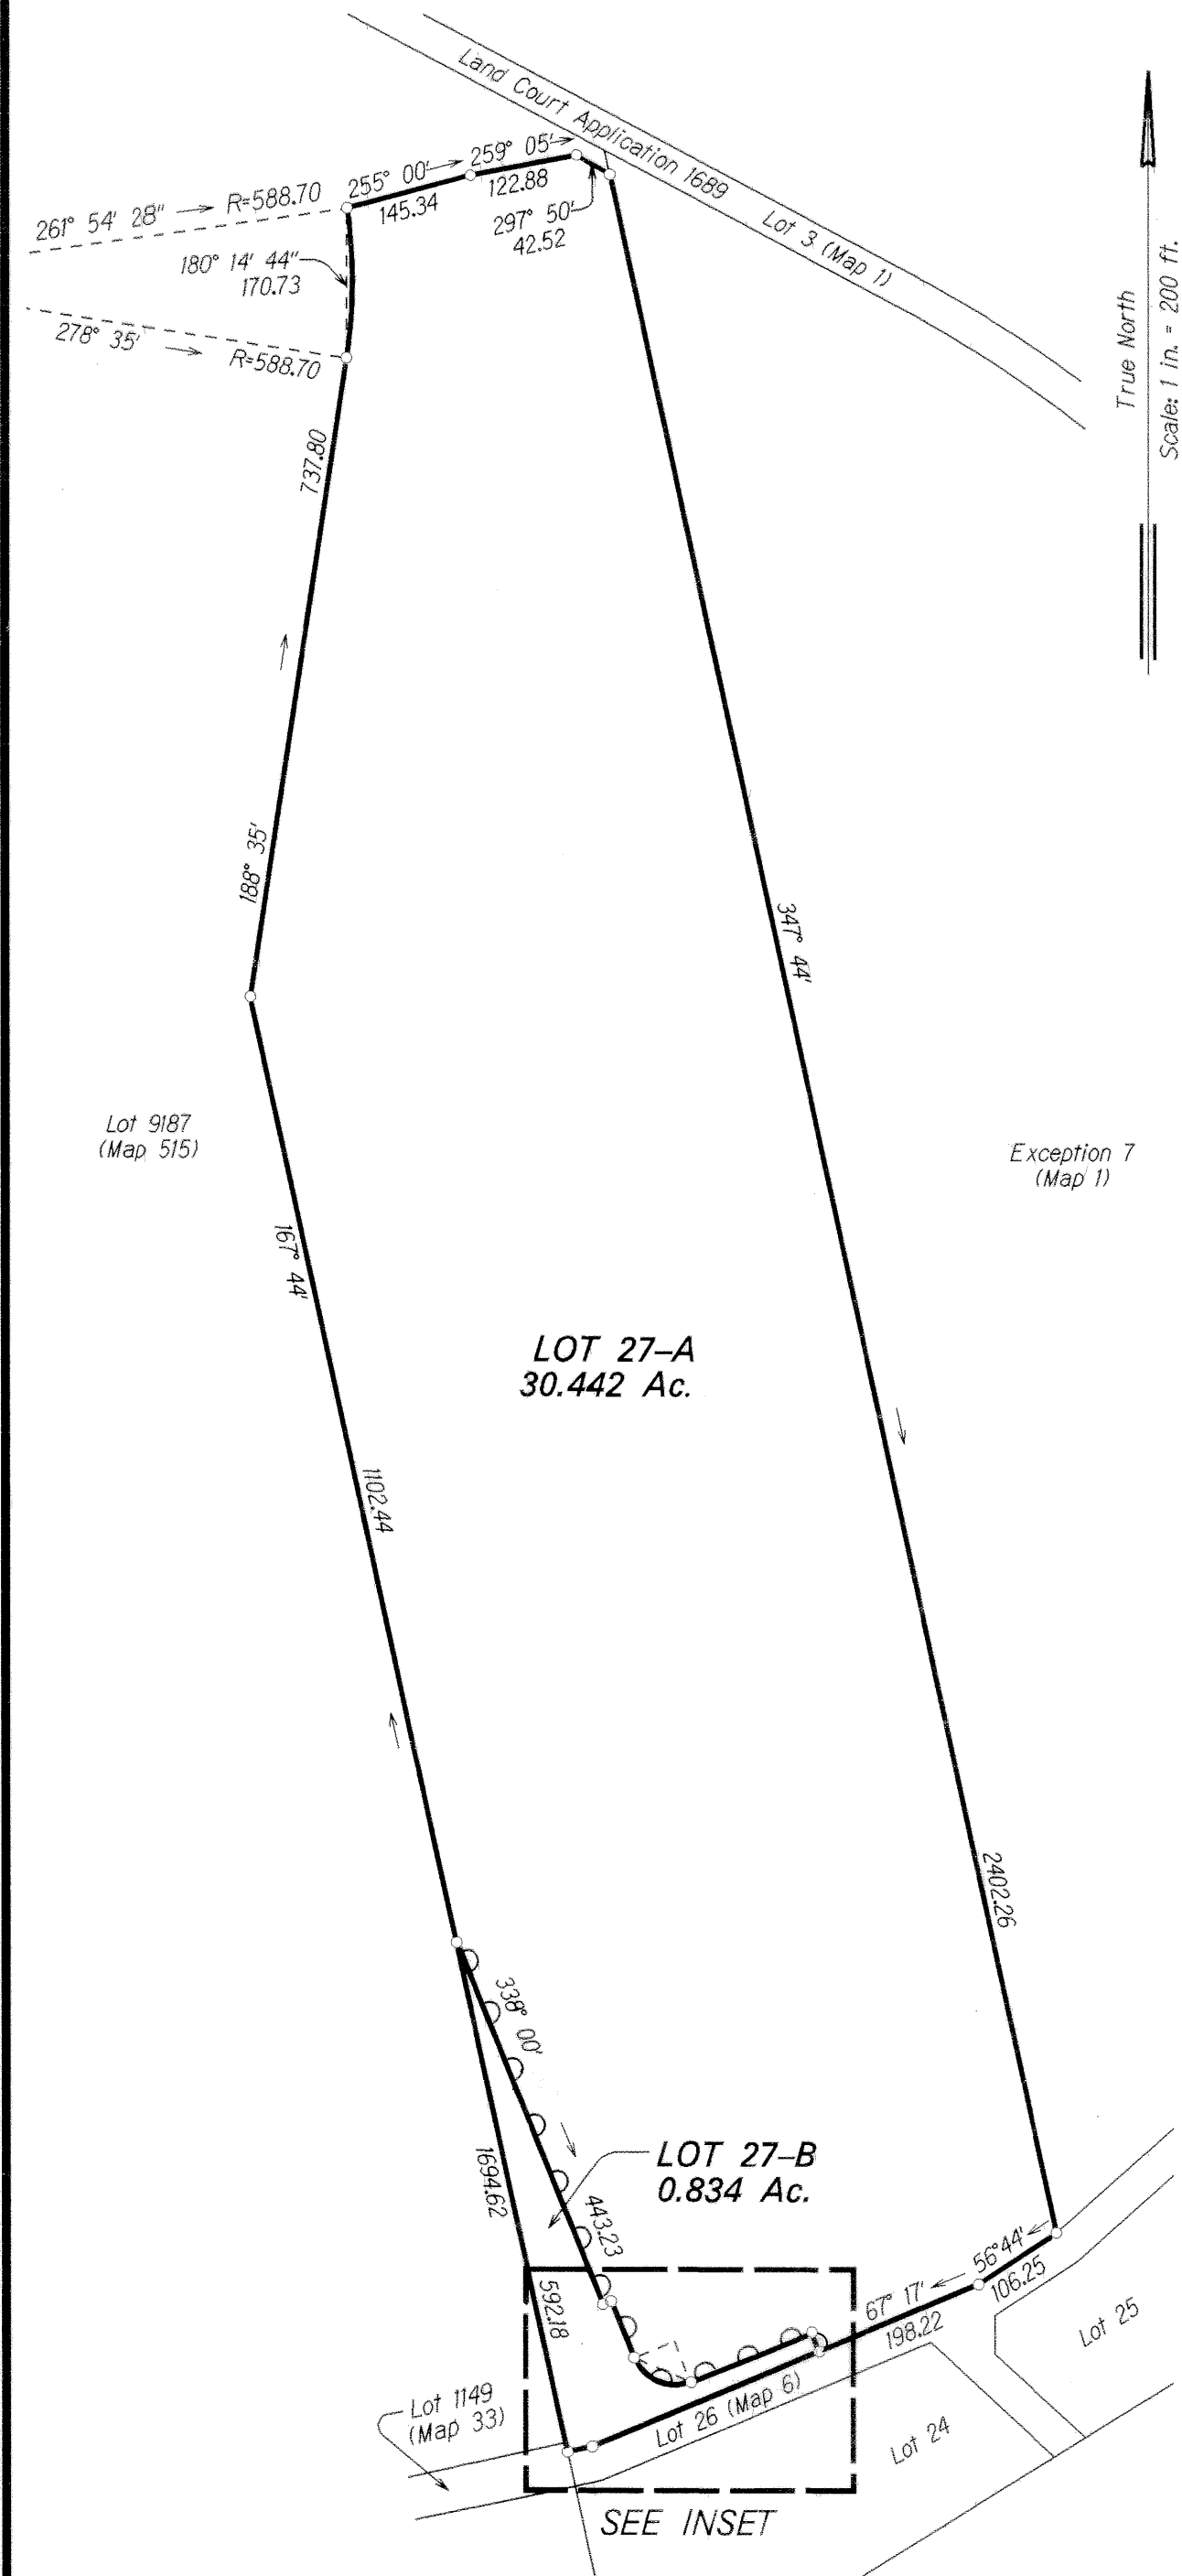 Land Court Application 1689 Lot 3 (Map 1)
True North
Scale: 1 in. = 200 ft.
261° 54' 28" R=588.70
255° 00'
145.34
259° 05'
122.88
297° 50'
42.52
180° 14' 44"
170.73
278° 35' R=588.70
737.80
188° 35'
347° 44'
Lot 9187
(Map 515)
Exception 7
(Map 1)
167° 44'
LOT 27–A
30.442 Ac.
1102.44
2402.26
338° 00'
LOT 27–B
0.834 Ac.
1694.62
443.23
592.18
56° 44'
106.25
67° 17'
198.22
Lot 25
Lot 1149
(Map 33)
Lot 26 (Map 6)
Lot 24
SEE INSET